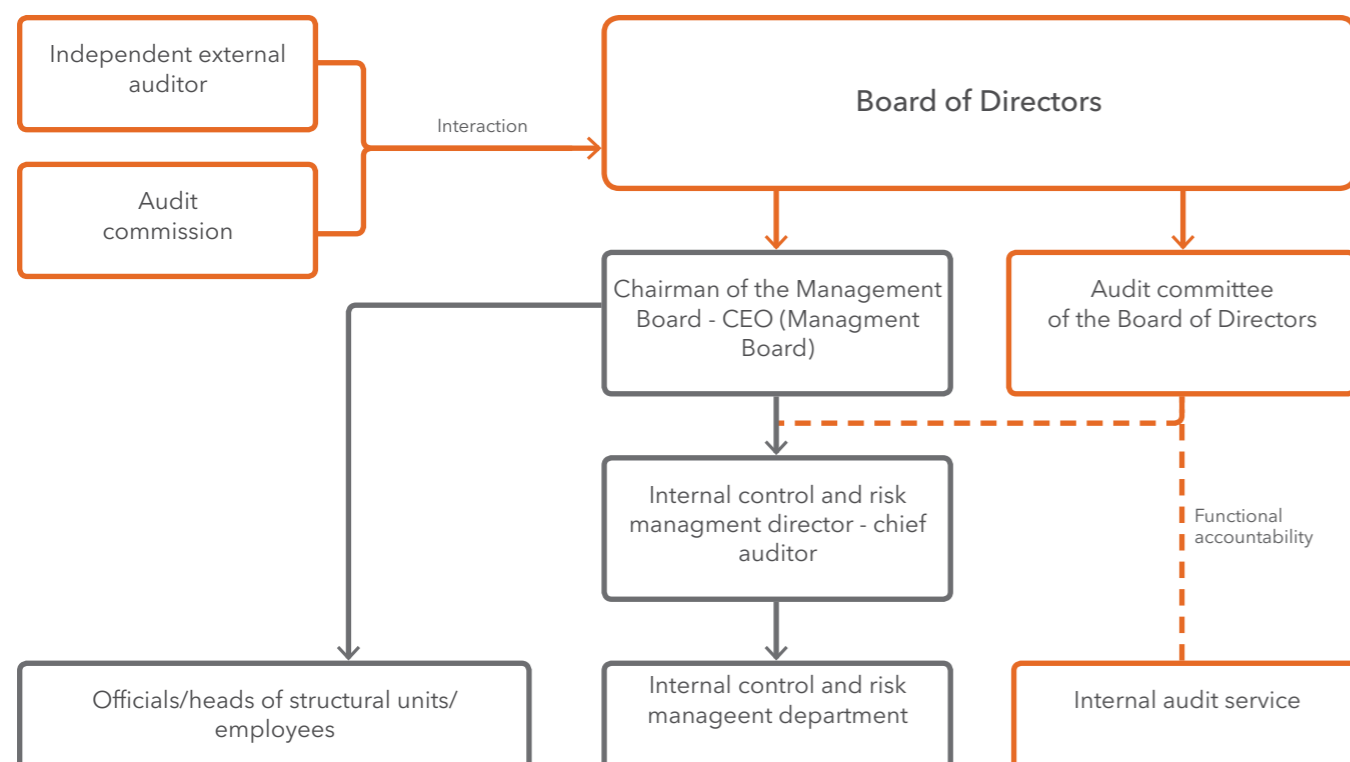 Independent external
auditor
Interaction
Board of Directors
Audit
commission
Chairman of the Management
Board - CEO (Managment
Board)
Audit committee
of the Board of Directors
Internal control and risk
managment director - chief
auditor
Functional
accountability
Officials/heads of structural units/
employees
Internal control and risk
manageent department
Internal audit service